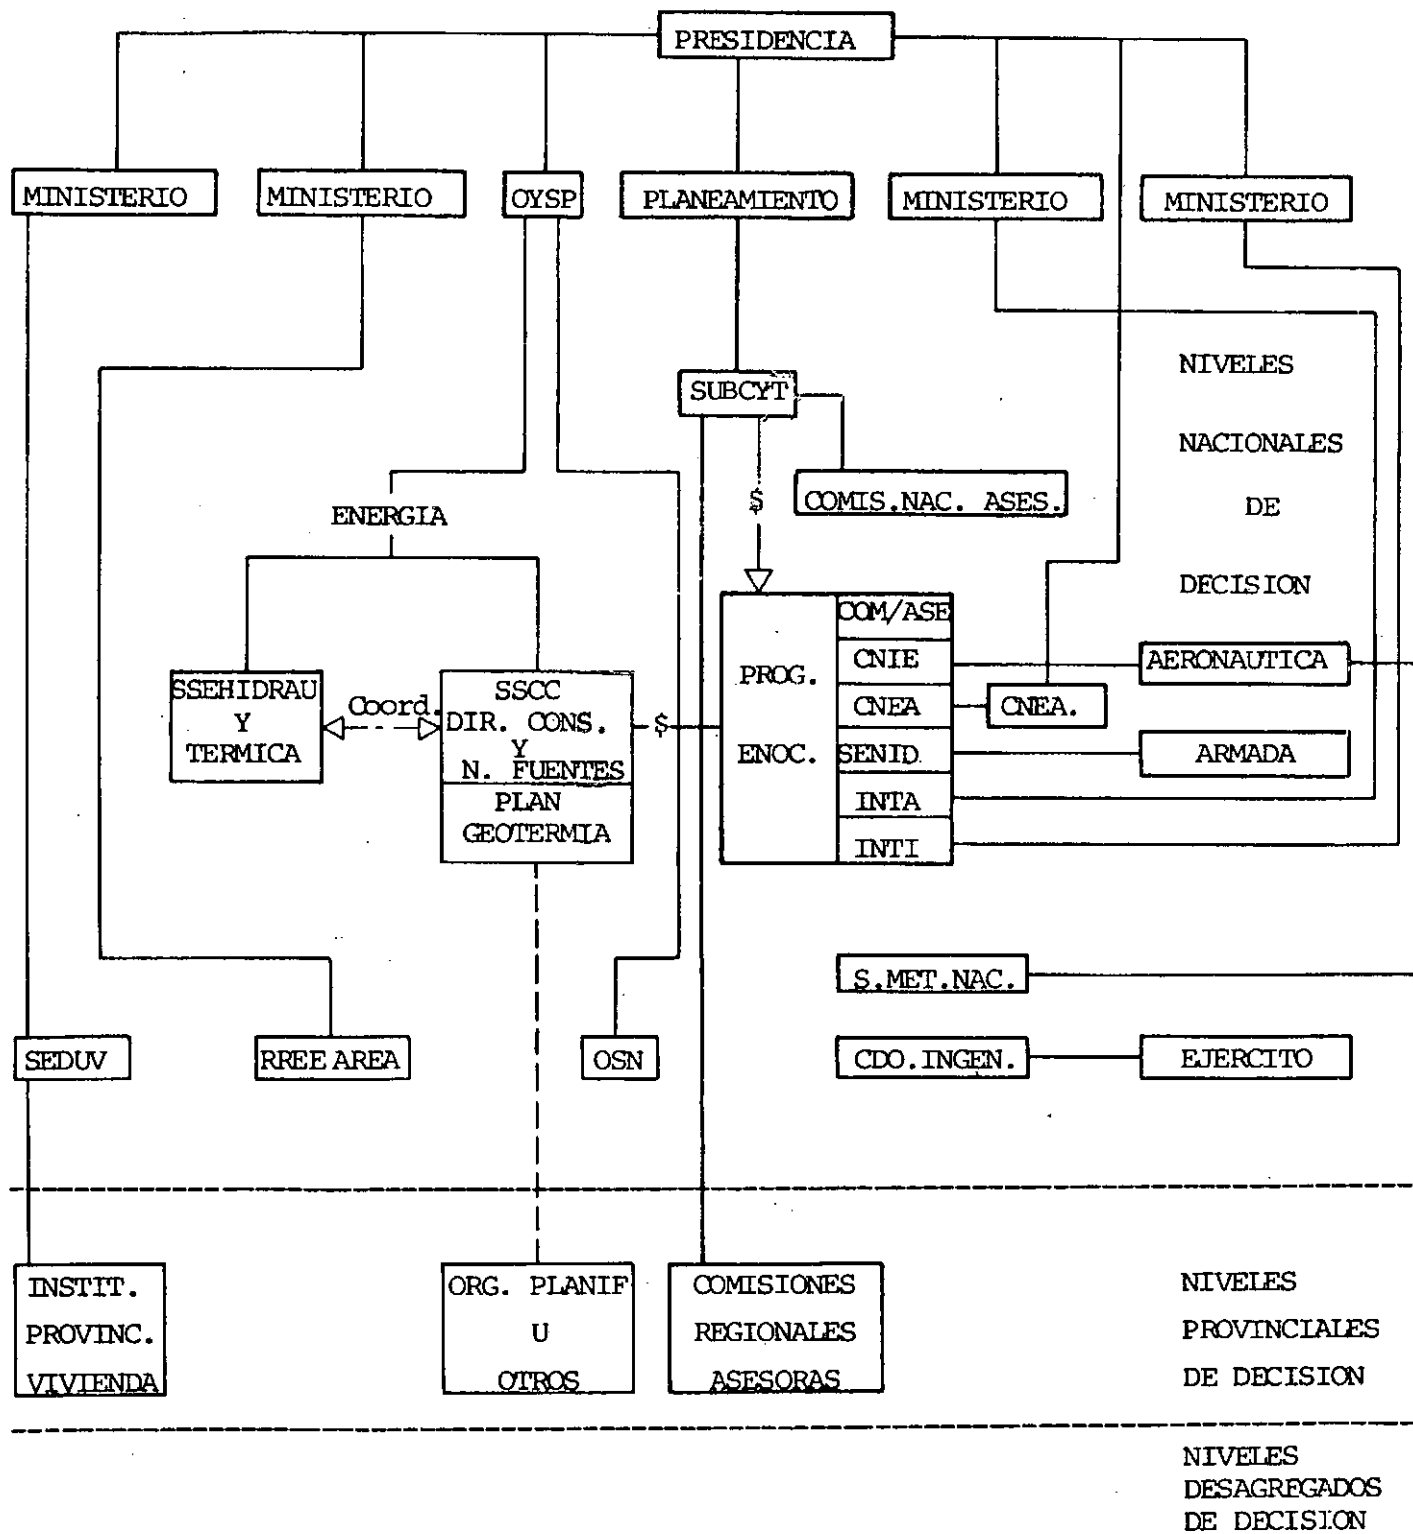 PRESIDENCIA
MINISTERIO
MINISTERIO
OYSP
PLANEAMIENTO
MINISTERIO
MINISTERIO
NIVELES
NACIONALES
DE
DECISION
SUBCYT
$
COMIS.NAC. ASES.
ENERGIA
SSEHIDRAU
Y
TERMICA
Coord.
SSCC
DIR. CONS.
Y
N. FUENTES
PLAN
GEOTERMIA
$
PROG.
ENOC.
COM/ASE
CNIE
CNEA
SENID
INTA
INTI
AERONAUTICA
CNEA.
ARMADA
S.MET.NAC.
SEDUV
RREE AREA
OSN
CDO.INGEN.
EJERCITO
INSTIT.
PROVINC.
VIVIENDA
ORG. PLANIF
U
OTROS
COMISIONES
REGIONALES
ASESORAS
NIVELES
PROVINCIALES
DE DECISION
NIVELES
DESAGREGADOS
DE DECISION